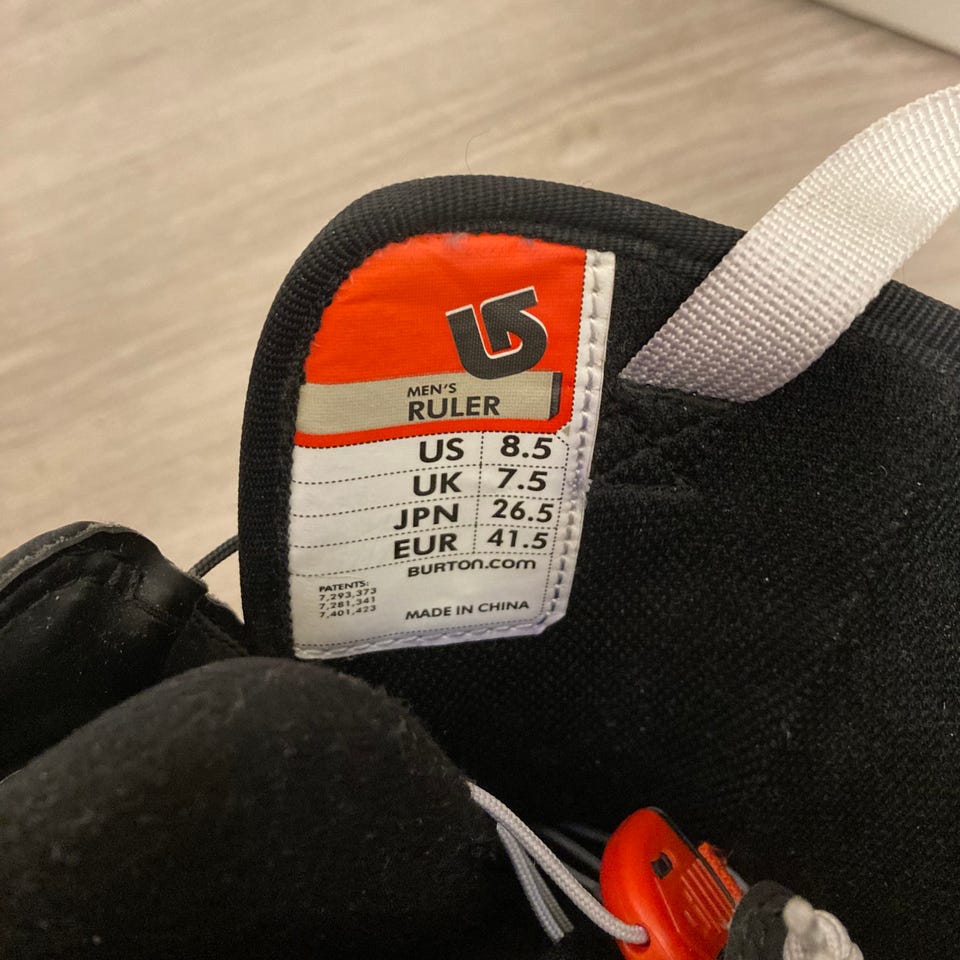 MEN'S
RULER
US 8.5
UK 7.5
JPN 26.5
EUR 41.5
BURTON.com
PATENTS:
7,293,373
7,281,341
7,401,423
MADE IN CHINA